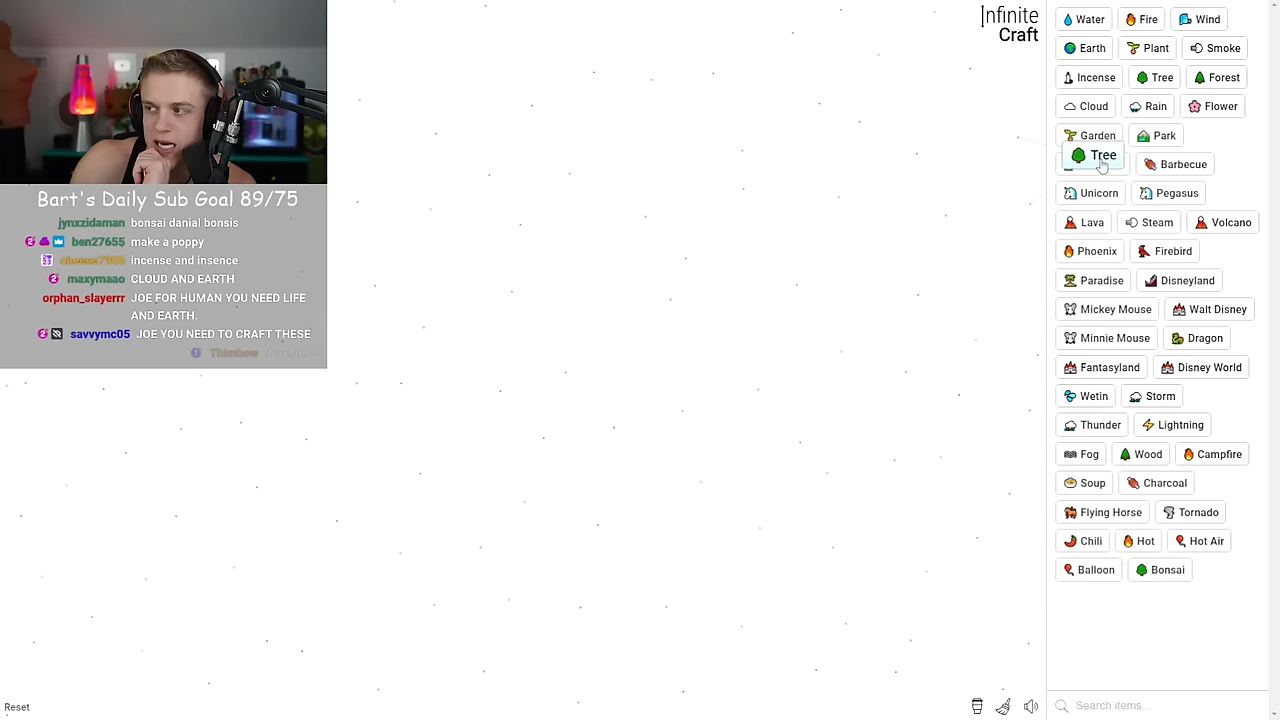 Infinite
Craft
Bart's Daily Sub Goal 89/75
jynxzidaman bonsai danial bonsis
ben27655 make a poppy
cheese7985 incense and insence
maxymaao CLOUD AND EARTH
orphan_slayerrr JOE FOR HUMAN YOU NEED LIFE
AND EARTH.
savvymc05 JOE YOU NEED TO CRAFT THESE
Thimbow
Water Fire Wind
Earth Plant Smoke
Incense Tree Forest
Cloud Rain Flower
Garden Park
Tree Barbecue
Unicorn Pegasus
Lava Steam Volcano
Phoenix Firebird
Paradise Disneyland
Mickey Mouse Walt Disney
Minnie Mouse Dragon
Fantasyland Disney World
Wetin Storm
Thunder Lightning
Fog Wood Campfire
Soup Charcoal
Flying Horse Tornado
Chili Hot Hot Air
Balloon Bonsai
Reset
Search items...